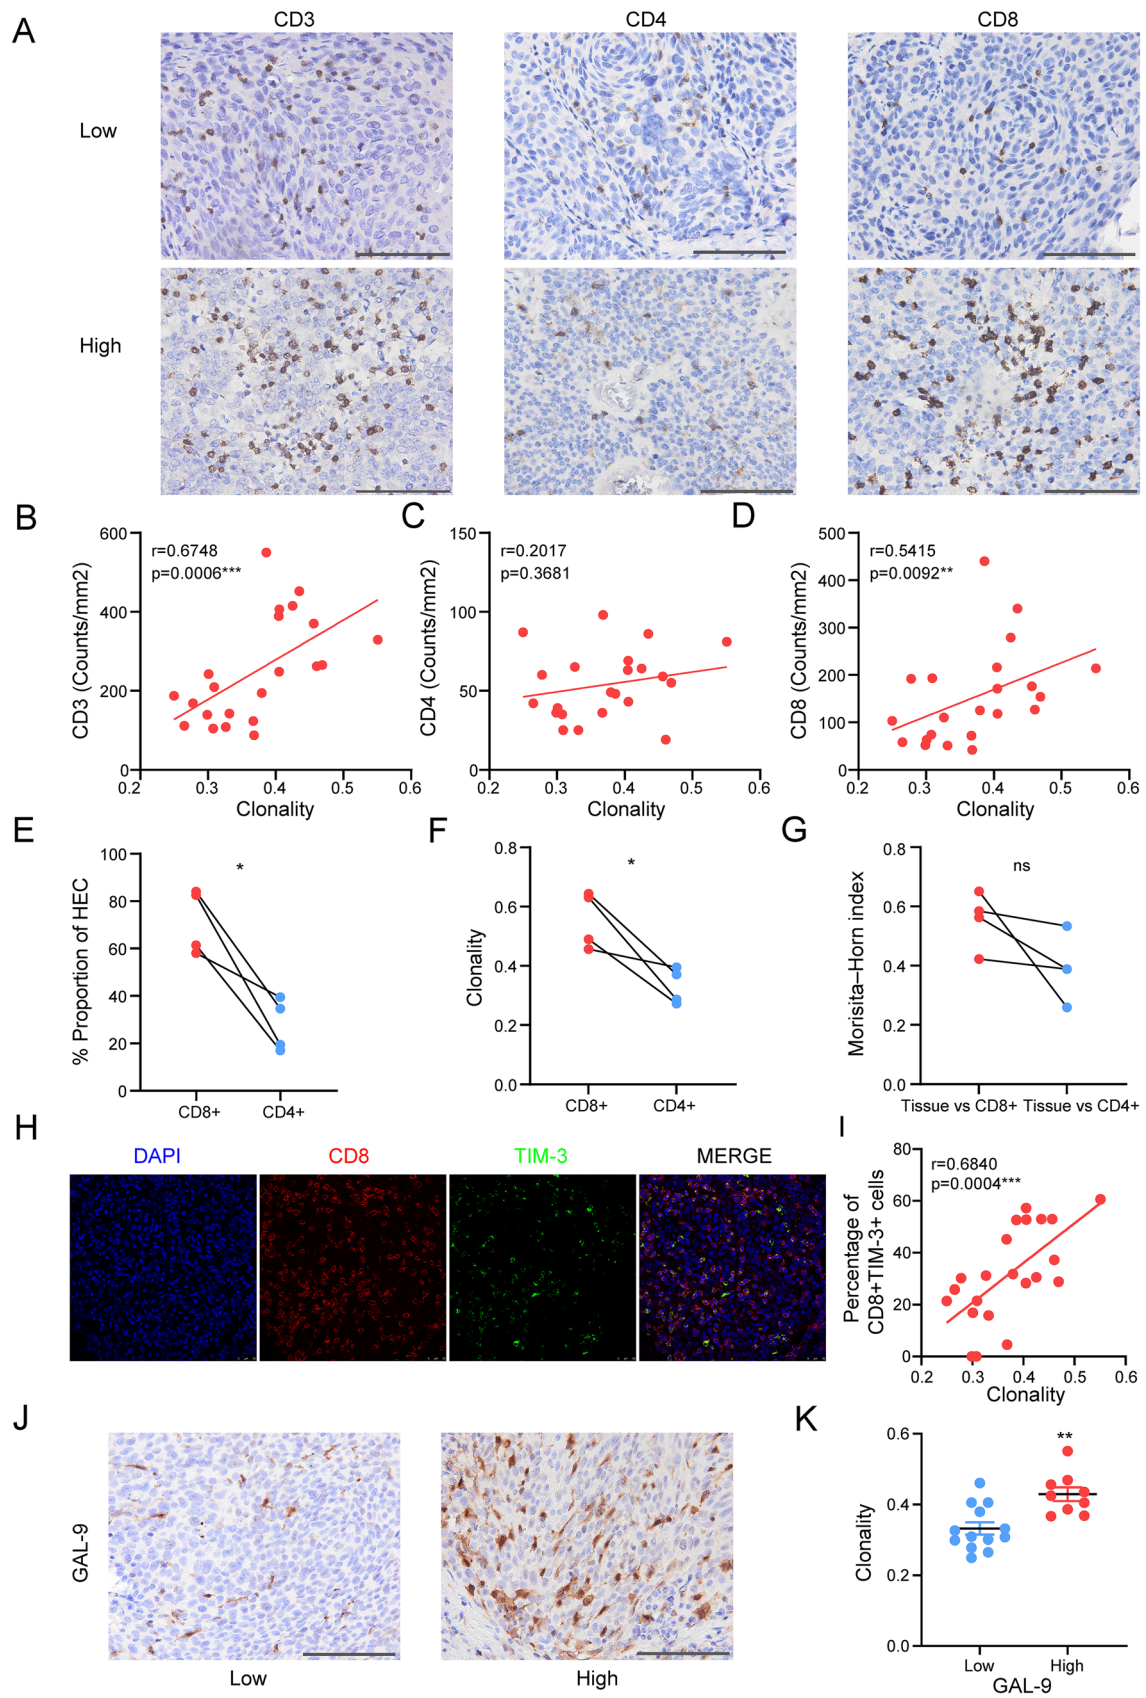 A
CD3
CD4
CD8
Low
High
B
600
400
200
0
0.2
0.3
0.4
0.5
0.6
CD3 (Counts/mm2)
Clonality
r=0.6748
p=0.0006***
C
150
100
50
0
0.2
0.3
0.4
0.5
0.6
CD4 (Counts/mm2)
Clonality
r=0.2017
p=0.3681
D
500
400
300
200
100
0
0.2
0.3
0.4
0.5
0.6
CD8 (Counts/mm2)
Clonality
r=0.5415
p=0.0092**
E
100
80
60
40
20
0
% Proportion of HEC
*
CD8+
CD4+
F
0.8
0.6
0.4
0.2
0.0
Clonality
*
CD8+
CD4+
G
0.8
0.6
0.4
0.2
0.0
Morisita–Horn index
ns
Tissue vs CD8+
Tissue vs CD4+
H
DAPI
CD8
TIM-3
MERGE
I
80
60
40
20
0
0.2
0.3
0.4
0.5
0.6
Percentage of
CD8+TIM-3+ cells
Clonality
r=0.6840
p=0.0004***
J
GAL-9
Low
High
K
0.6
0.4
0.2
0.0
Clonality
**
Low
High
GAL-9